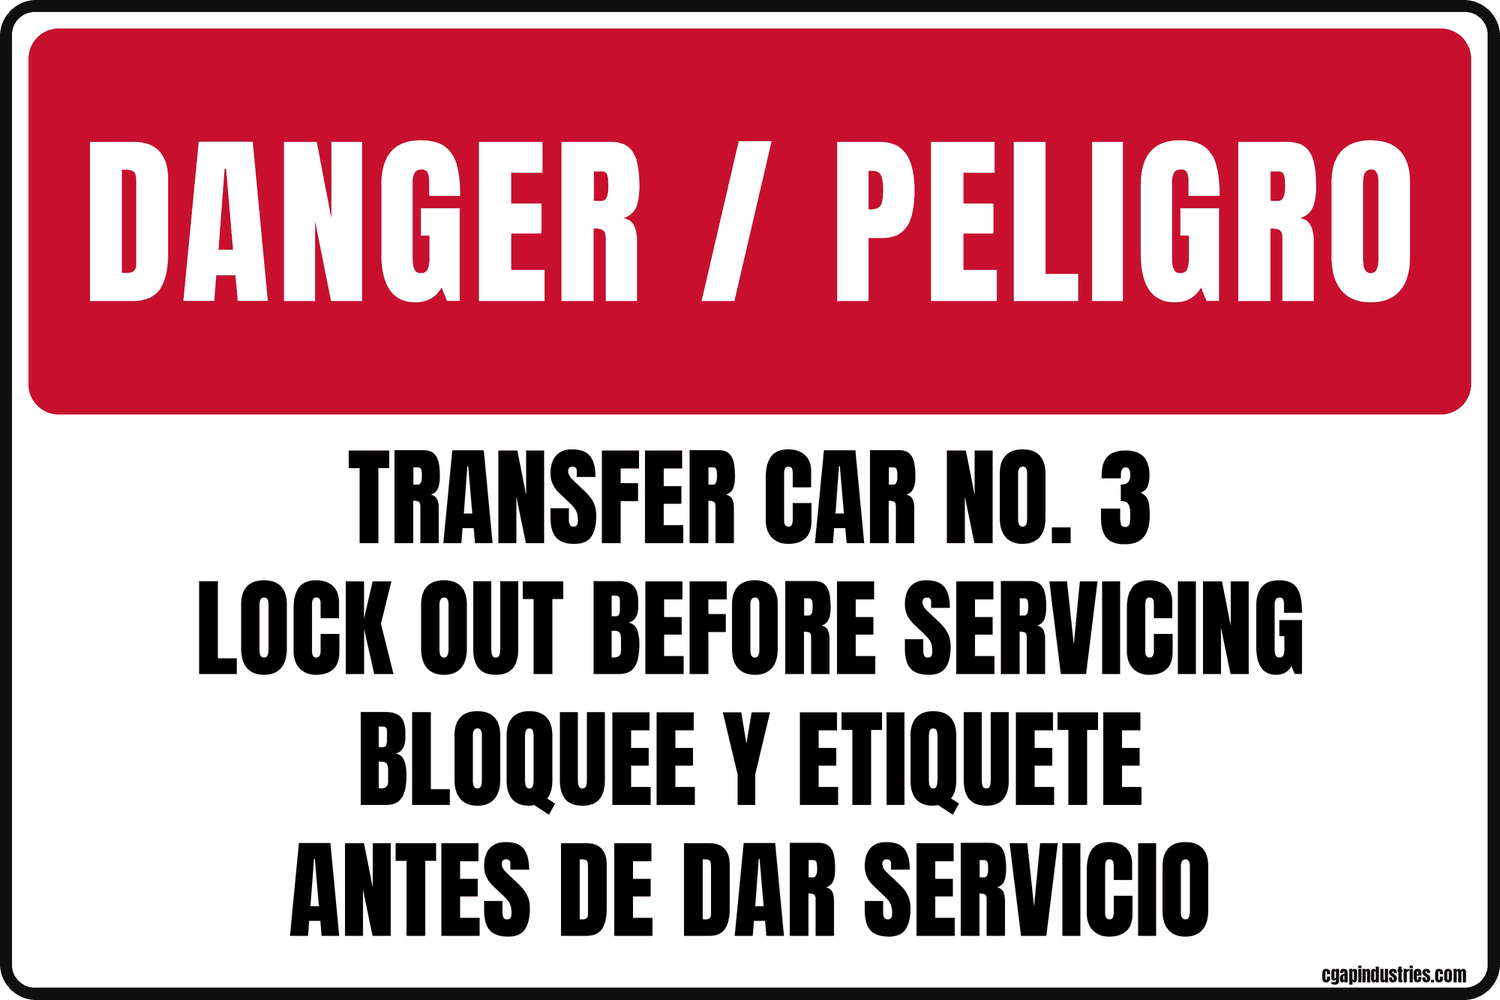 DANGER / PELIGRO
TRANSFER CAR NO. 3
LOCK OUT BEFORE SERVICING
BLOQUEE Y ETIQUETE
ANTES DE DAR SERVICIO
cgapindustries.com